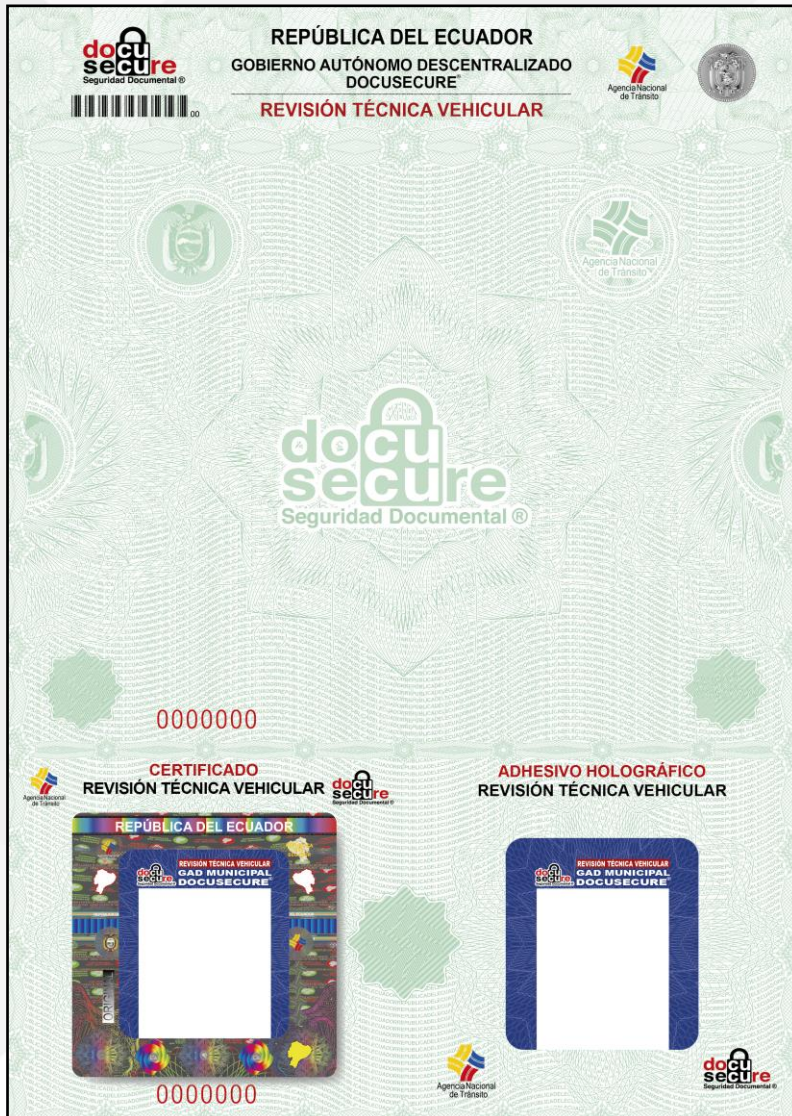 docu
secure
Seguridad Documental ®
00
REPÚBLICA DEL ECUADOR
GOBIERNO AUTÓNOMO DESCENTRALIZADO
DOCUSECURE®
REVISIÓN TÉCNICA VEHICULAR
Agencia Nacional
de Tránsito
Agencia Nacional
de Tránsito
docu
secure
Seguridad Documental ®
0000000
Agencia Nacional
de Tránsito
CERTIFICADO
REVISIÓN TÉCNICA VEHICULAR
docu
secure
Seguridad Documental ®
ADHESIVO HOLOGRÁFICO
REVISIÓN TÉCNICA VEHICULAR
REPÚBLICA DEL ECUADOR
docu
secure
REVISIÓN TÉCNICA VEHICULAR
GAD MUNICIPAL
DOCUSECURE®
ORIGINAL
docu
secure
REVISIÓN TÉCNICA VEHICULAR
GAD MUNICIPAL
DOCUSECURE®
0000000
Agencia Nacional
de Tránsito
docu
secure
Seguridad Documental ®